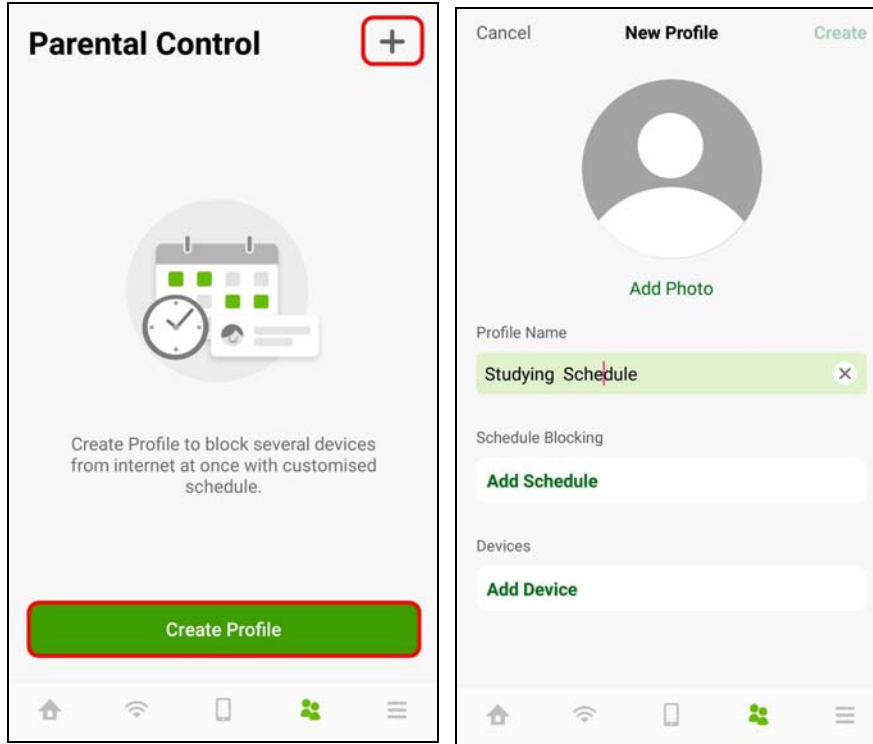 Parental Control
Create Profile to block several devices
from internet at once with customised
schedule.
Create Profile
Cancel New Profile Create
Add Photo
Profile Name
Studying  Schedule
Schedule Blocking
Add Schedule
Devices
Add Device